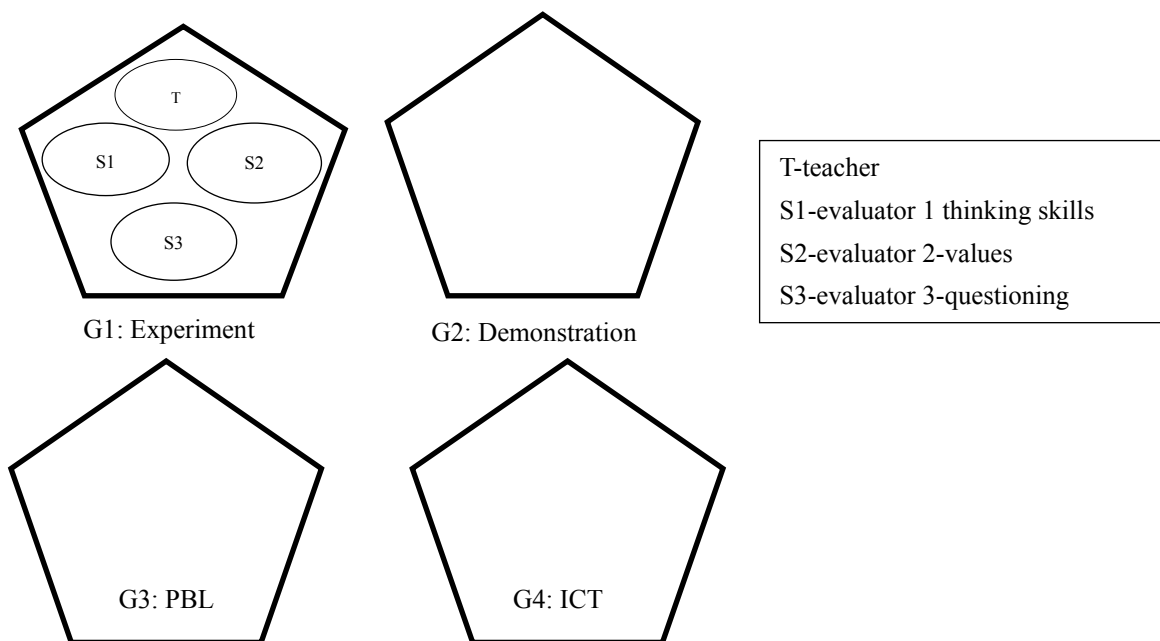 T
S1
S2
S3
G1: Experiment
G2: Demonstration
T-teacher
S1-evaluator 1 thinking skills
S2-evaluator 2-values
S3-evaluator 3-questioning
G3: PBL
G4: ICT